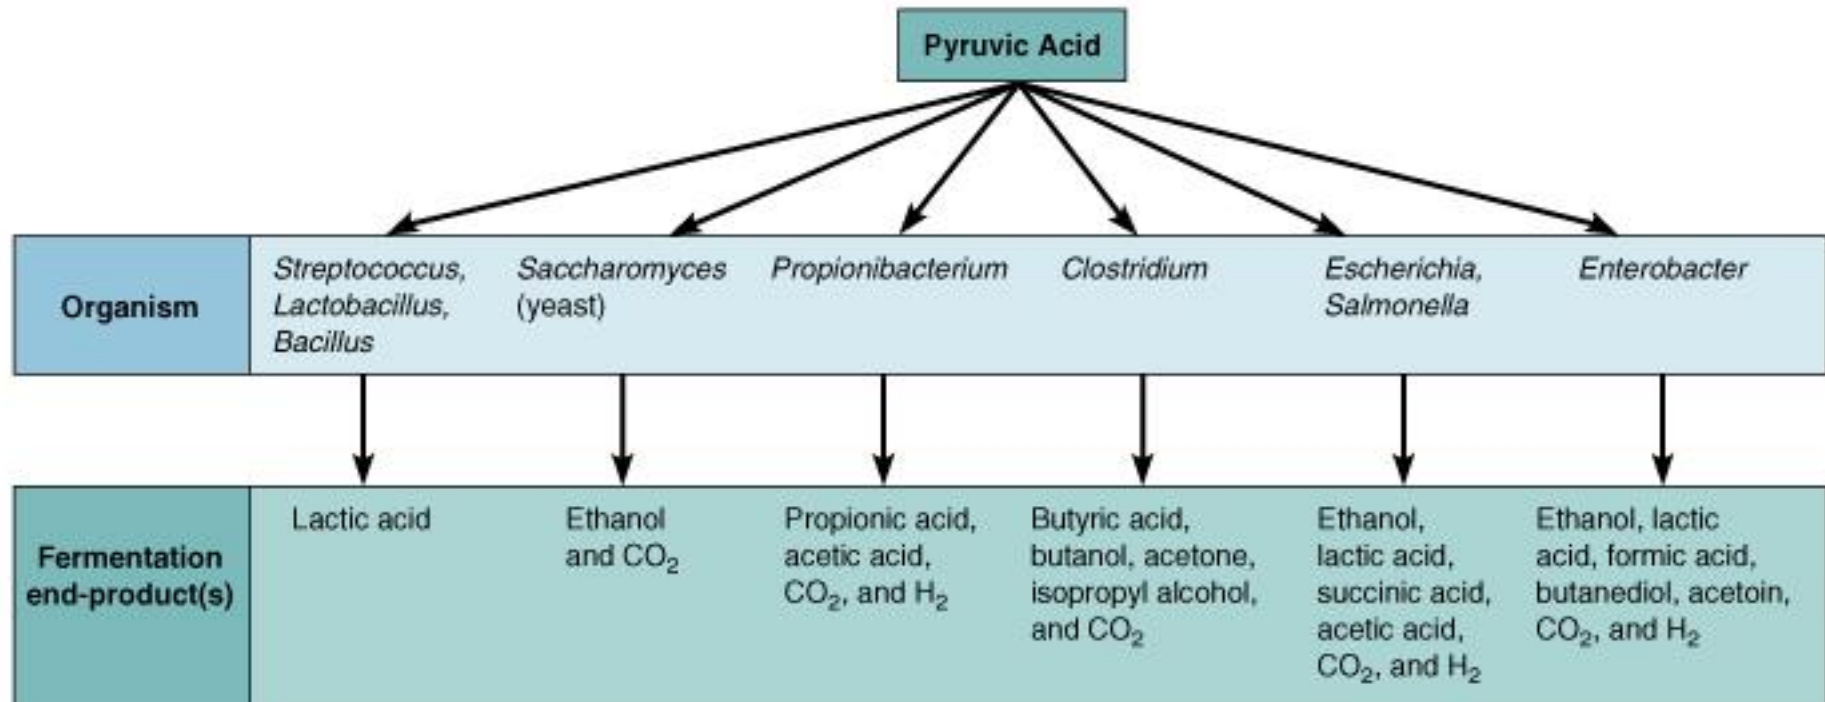 Pyruvic Acid
Organism
Streptococcus,
Lactobacillus,
Bacillus
Saccharomyces
(yeast)
Propionibacterium
Clostridium
Escherichia,
Salmonella
Enterobacter
Fermentation
end-product(s)
Lactic acid
Ethanol
and CO₂
Propionic acid,
acetic acid,
CO₂, and H₂
Butyric acid,
butanol, acetone,
isopropyl alcohol,
and CO₂
Ethanol,
lactic acid,
succinic acid,
acetic acid,
CO₂, and H₂
Ethanol, lactic
acid, formic acid,
butanediol, acetoin,
CO₂, and H₂